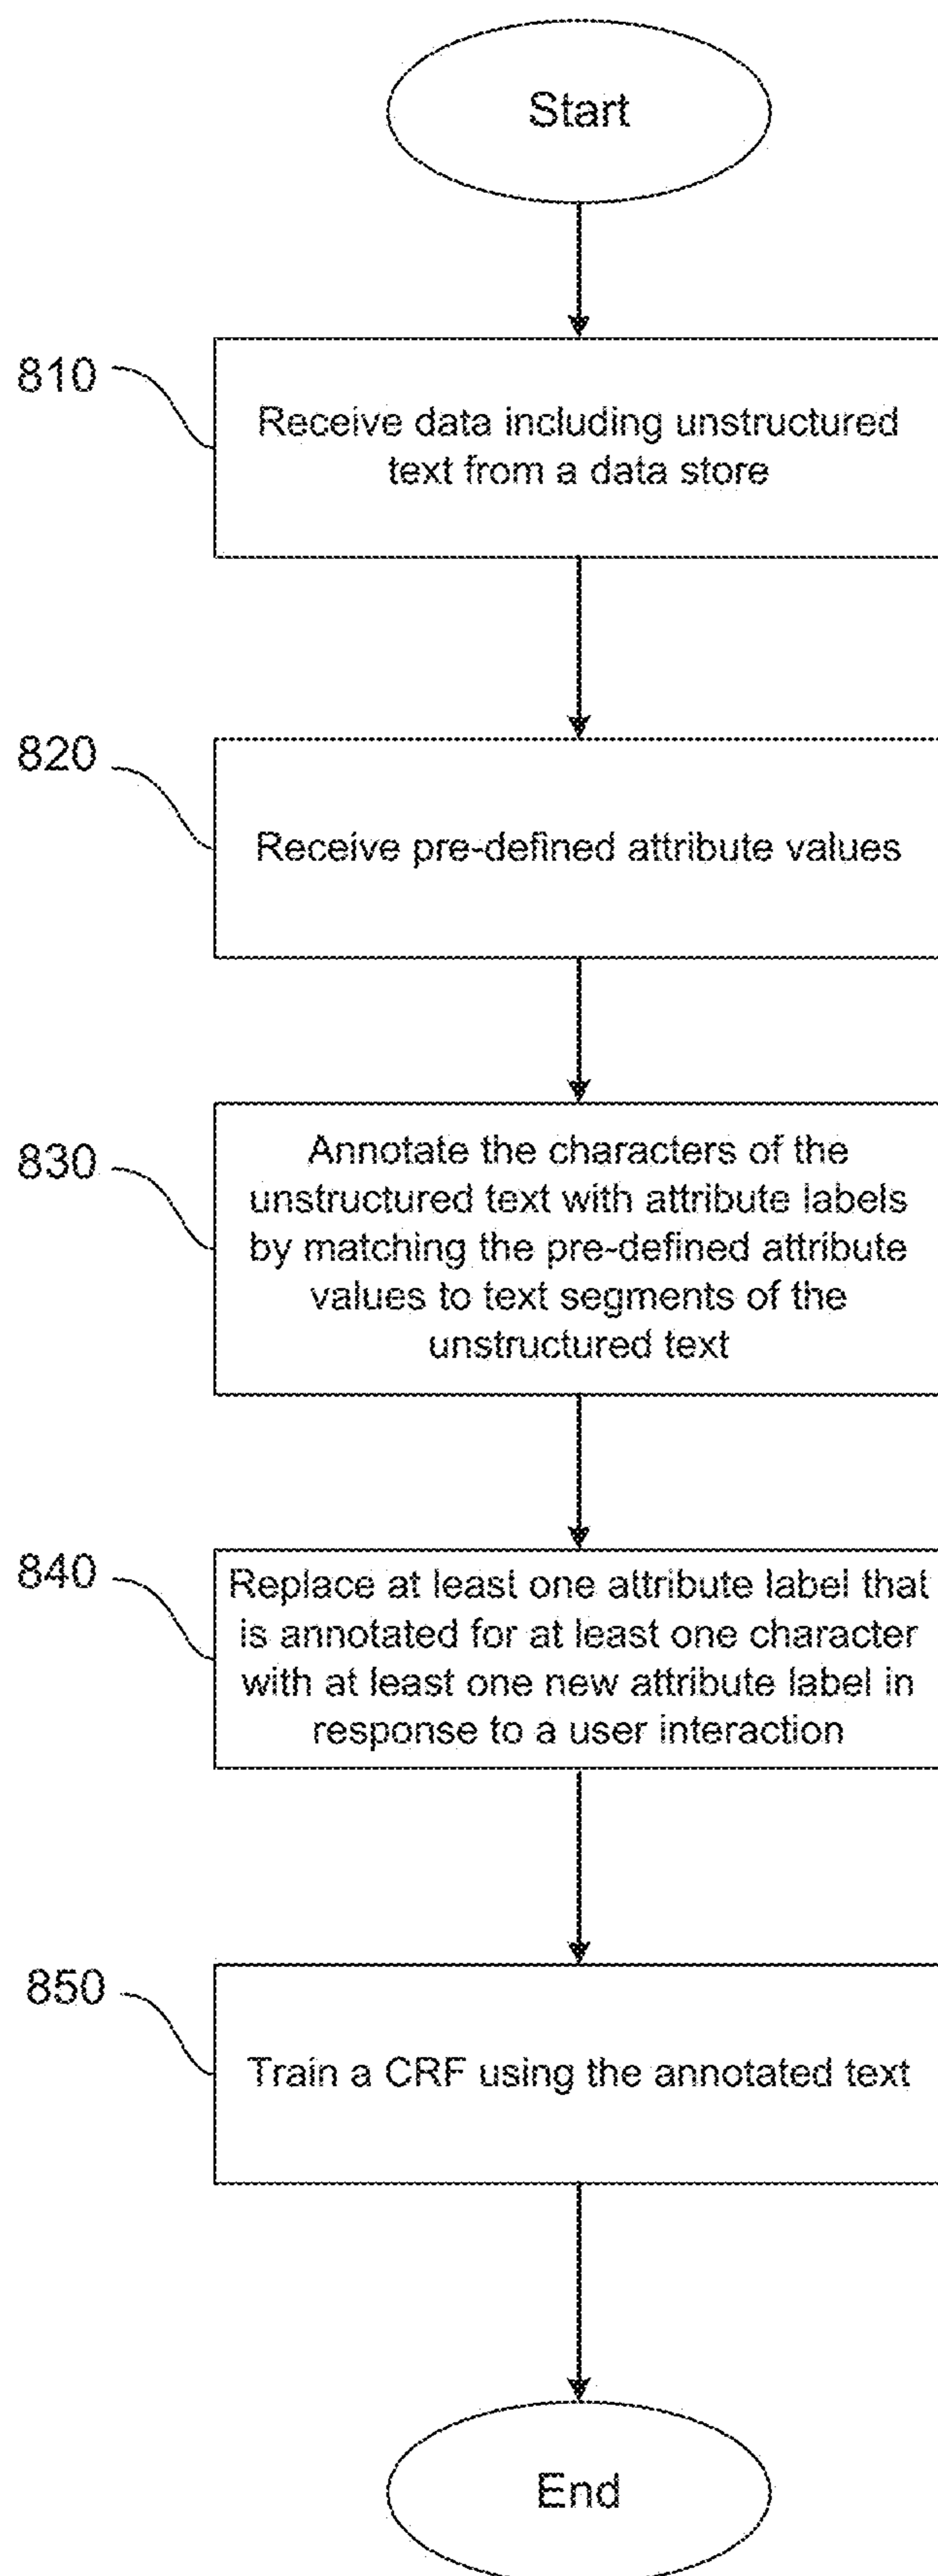 Start
810
Receive data including unstructured
text from a data store
820
Receive pre-defined attribute values
830
Annotate the characters of the
unstructured text with attribute labels
by matching the pre-defined attribute
values to text segments of the
unstructured text
840
Replace at least one attribute label that
is annotated for at least one character
with at least one new attribute label in
response to a user interaction
850
Train a CRF using the annotated text
End